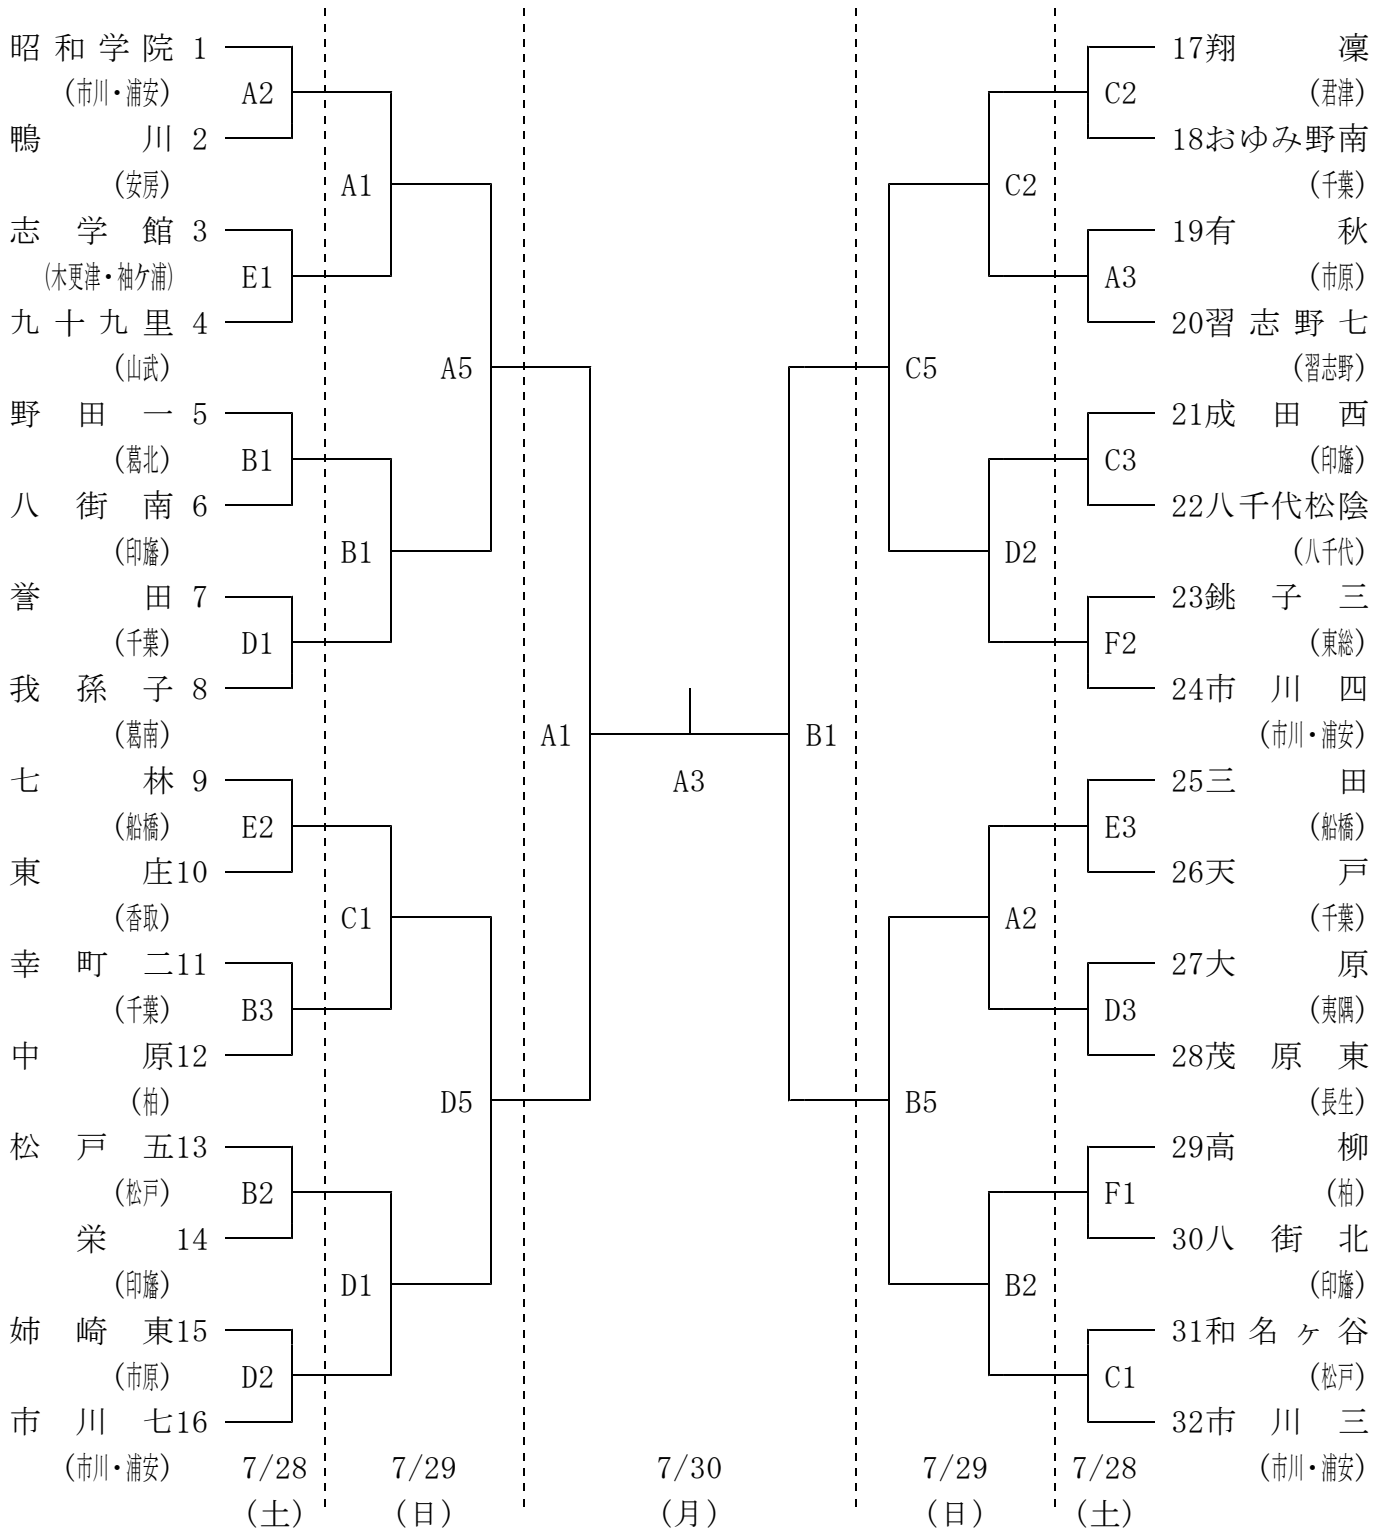 昭和学院 1 17翔凜
(市川・浦安) A2 C2 (君津)
鴨川 2 18おゆみ野南
(安房) A1 C2 (千葉)
志学館 3 19有秋
(木更津・袖ケ浦) E1 A3 (市原)
九十九里 4 20習志野七
(山武) A5 C5 (習志野)
野田一 5 21成田西
(葛北) B1 C3 (印旛)
八街南 6 22八千代松陰
(印旛) B1 D2 (八千代)
誉田 7 23銚子三
(千葉) D1 F2 (東総)
我孫子 8 24市川四
(葛南) A1 B1 (市川・浦安)
七林 9 A3 25三田
(船橋) E2 E3 (船橋)
東庄10 26天戸
(香取) C1 A2 (千葉)
幸町二11 27大原
(千葉) B3 D3 (夷隅)
中原12 28茂原東
(柏) D5 B5 (長生)
松戸五13 29高柳
(松戸) B2 F1 (柏)
栄14 30八街北
(印旛) D1 B2 (印旛)
姉崎東15 31和名ヶ谷
(市原) D2 C1 (松戸)
市川七16 32市川三
(市川・浦安) 7/28 7/29 7/30 7/29 7/28 (市川・浦安)
(土) (日) (月) (日) (土)